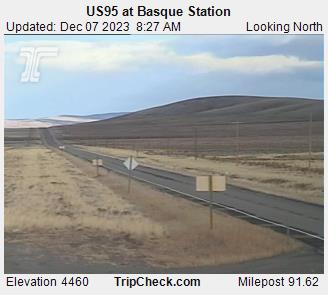 US95 at Basque Station
Updated: Dec 07 2023 8:27 AM Looking North
Elevation 4460 TripCheck.com Milepost 91.62